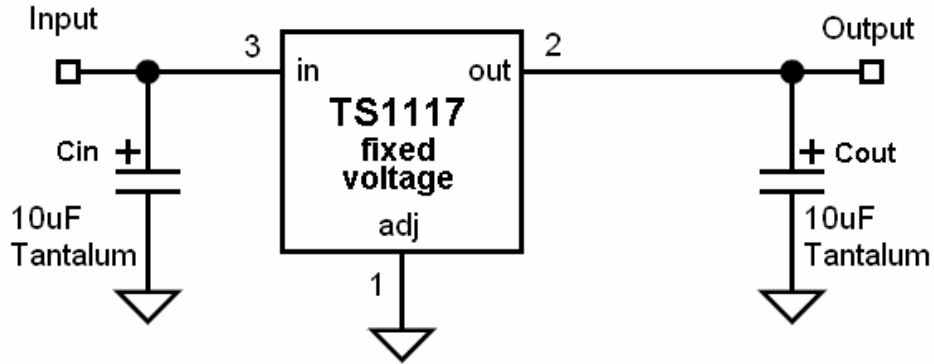 Input
Output
3
2
in
out
TS1117
fixed
voltage
adj
1
Cin +
10uF
Tantalum
+ Cout
10uF
Tantalum